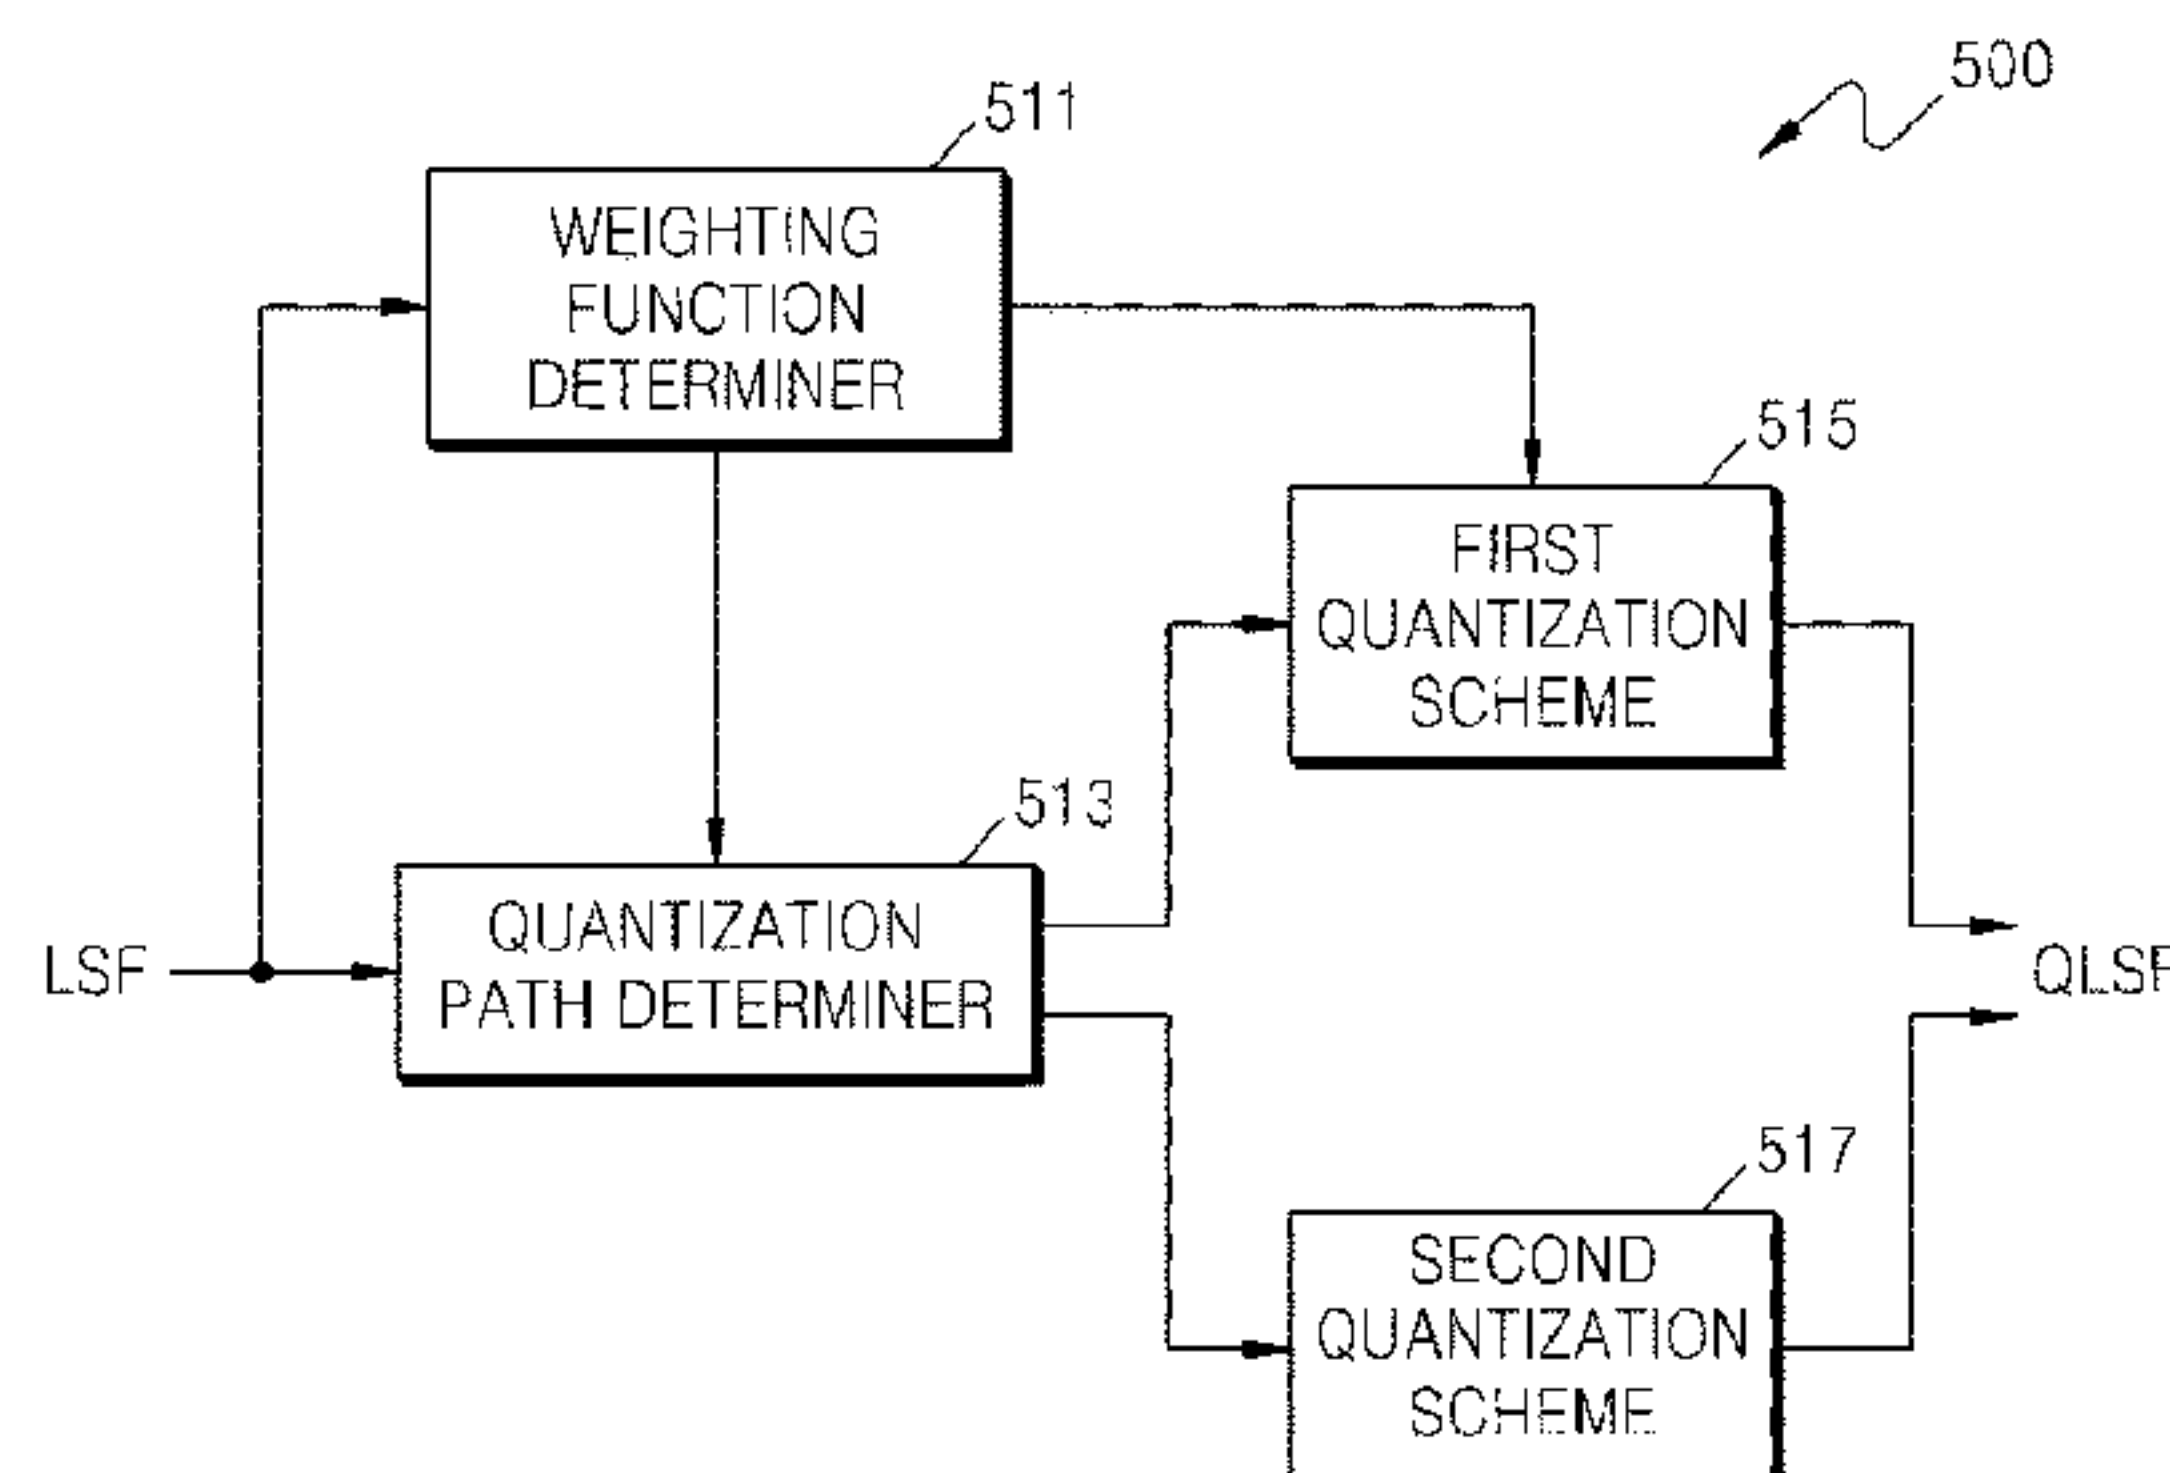 500
511
WEIGHTING
FUNCTION
DETERMINER
515
FIRST
QUANTIZATION
SCHEME
513
QUANTIZATION
PATH DETERMINER
LSF
QLSF
517
SECOND
QUANTIZATION
SCHEME